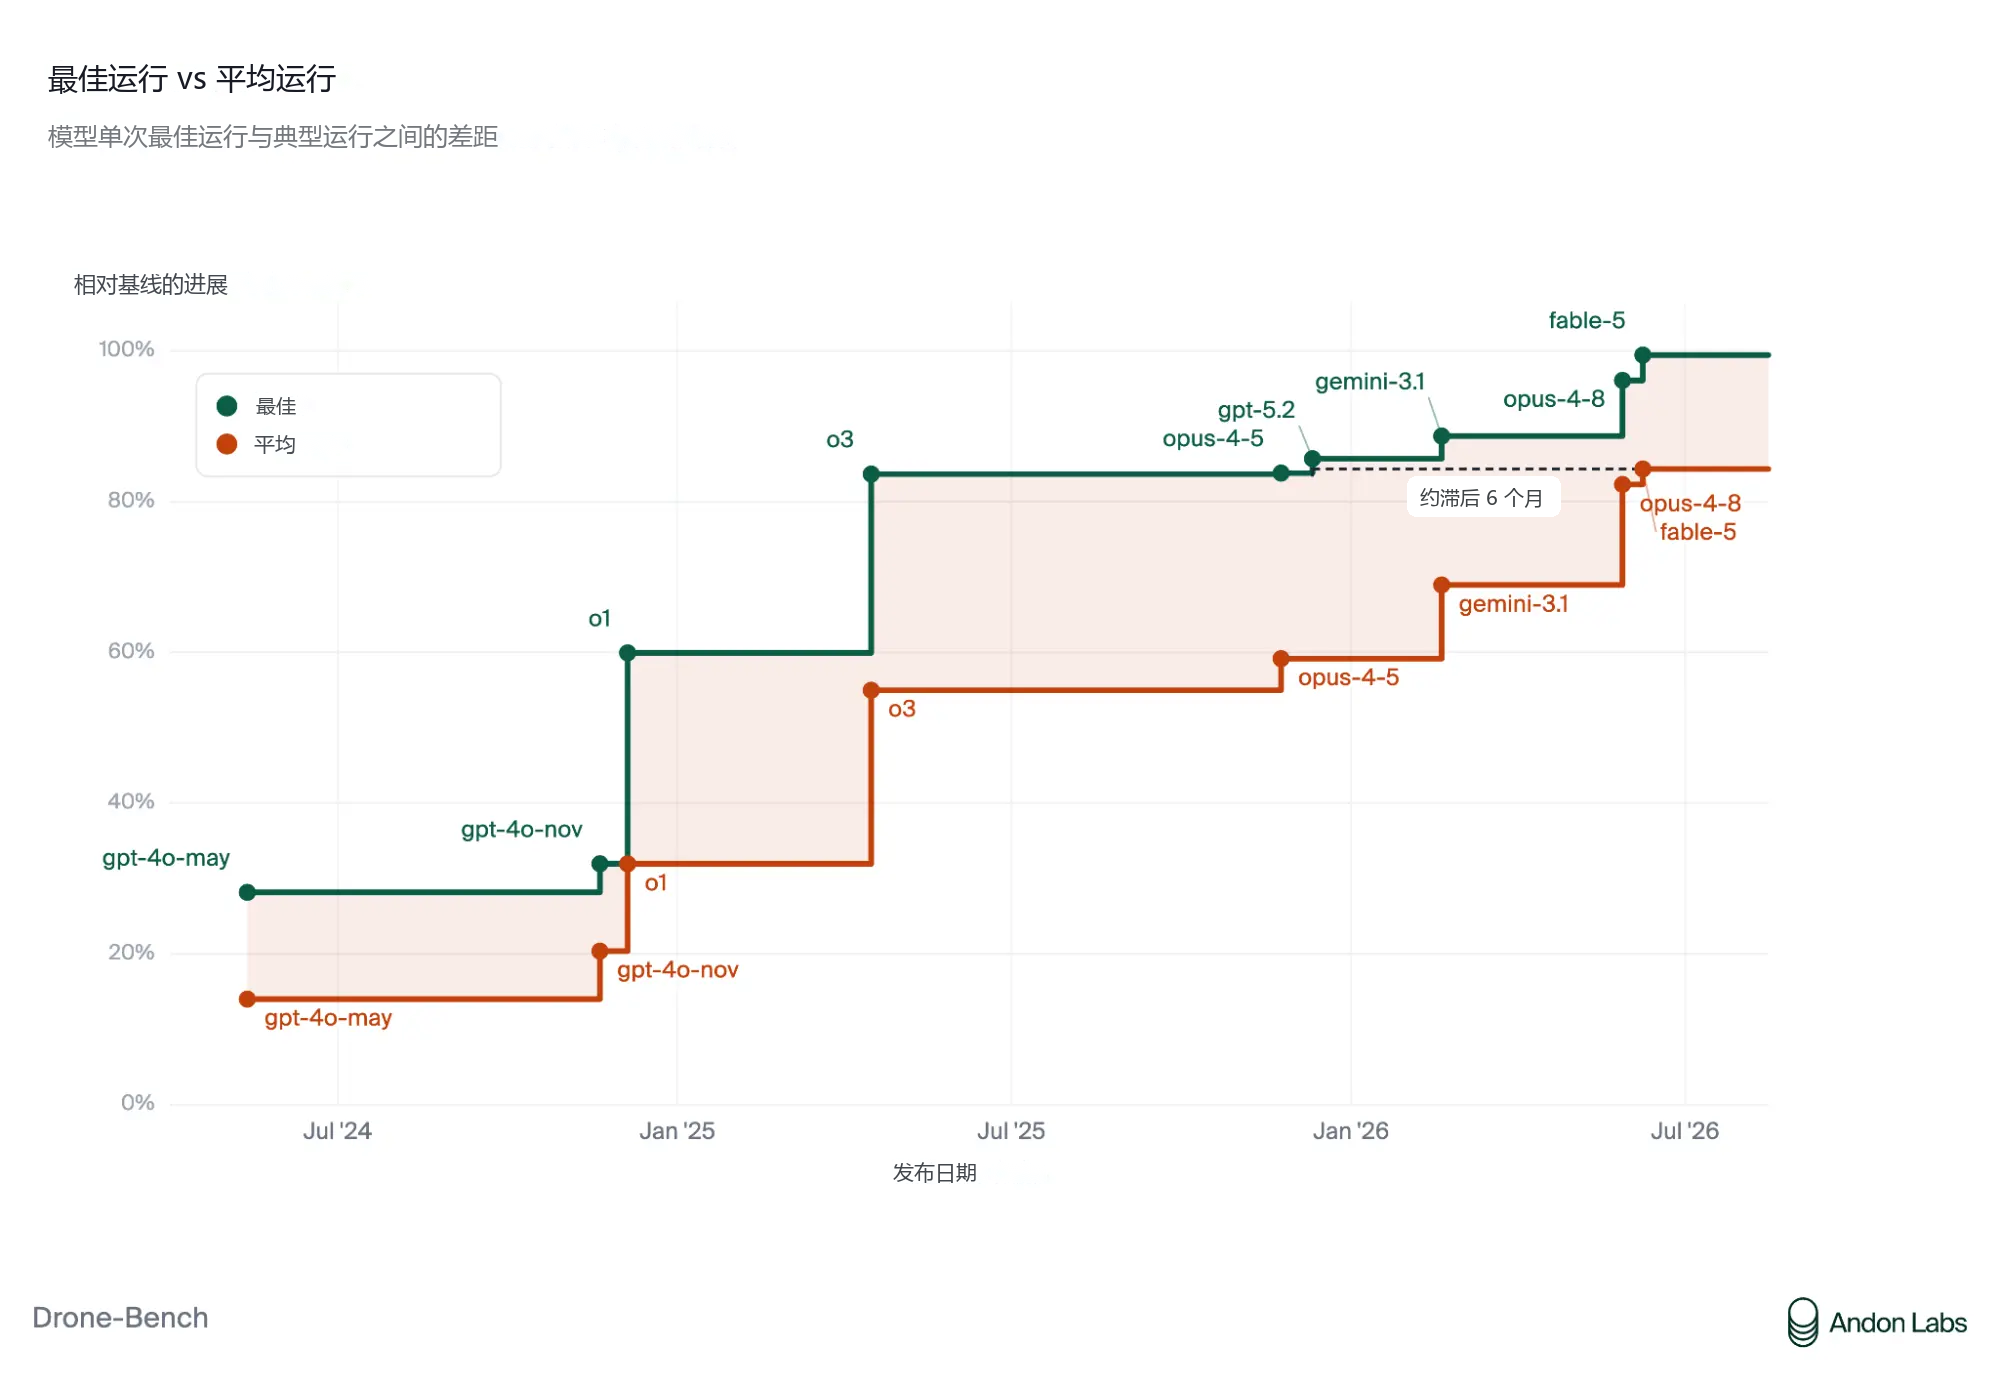 最佳运行 vs 平均运行
模型单次最佳运行与典型运行之间的差距
相对基线的进展
100%
80%
60%
40%
20%
0%
最佳
平均
gpt-4o-may
gpt-4o-nov
o1
o3
opus-4-5
gpt-5.2
gemini-3.1
opus-4-8
fable-5
约滞后 6 个月
gpt-4o-may
gpt-4o-nov
o1
o3
opus-4-5
gemini-3.1
opus-4-8
fable-5
Jul '24
Jan '25
Jul '25
Jan '26
Jul '26
发布日期
Drone-Bench
Andon Labs